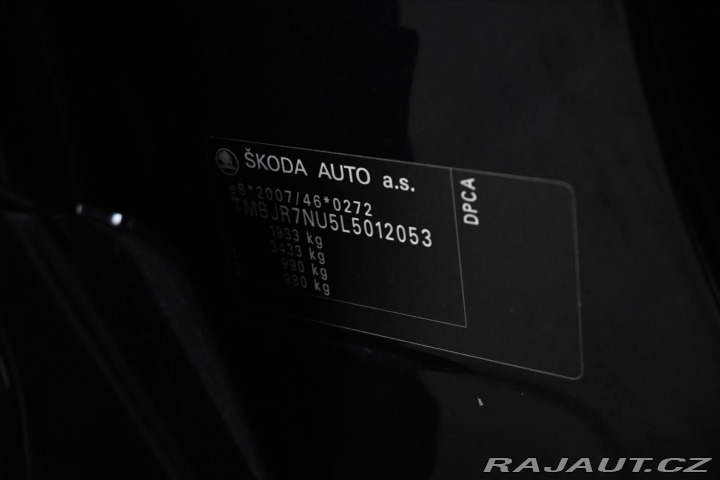 ŠKODA AUTO a.s.
e8*2007/46*0272
TMBJR7NU5L5012053
1933 kg
3433 kg
990 kg
980 kg
DPCA
RAJAUT.CZ